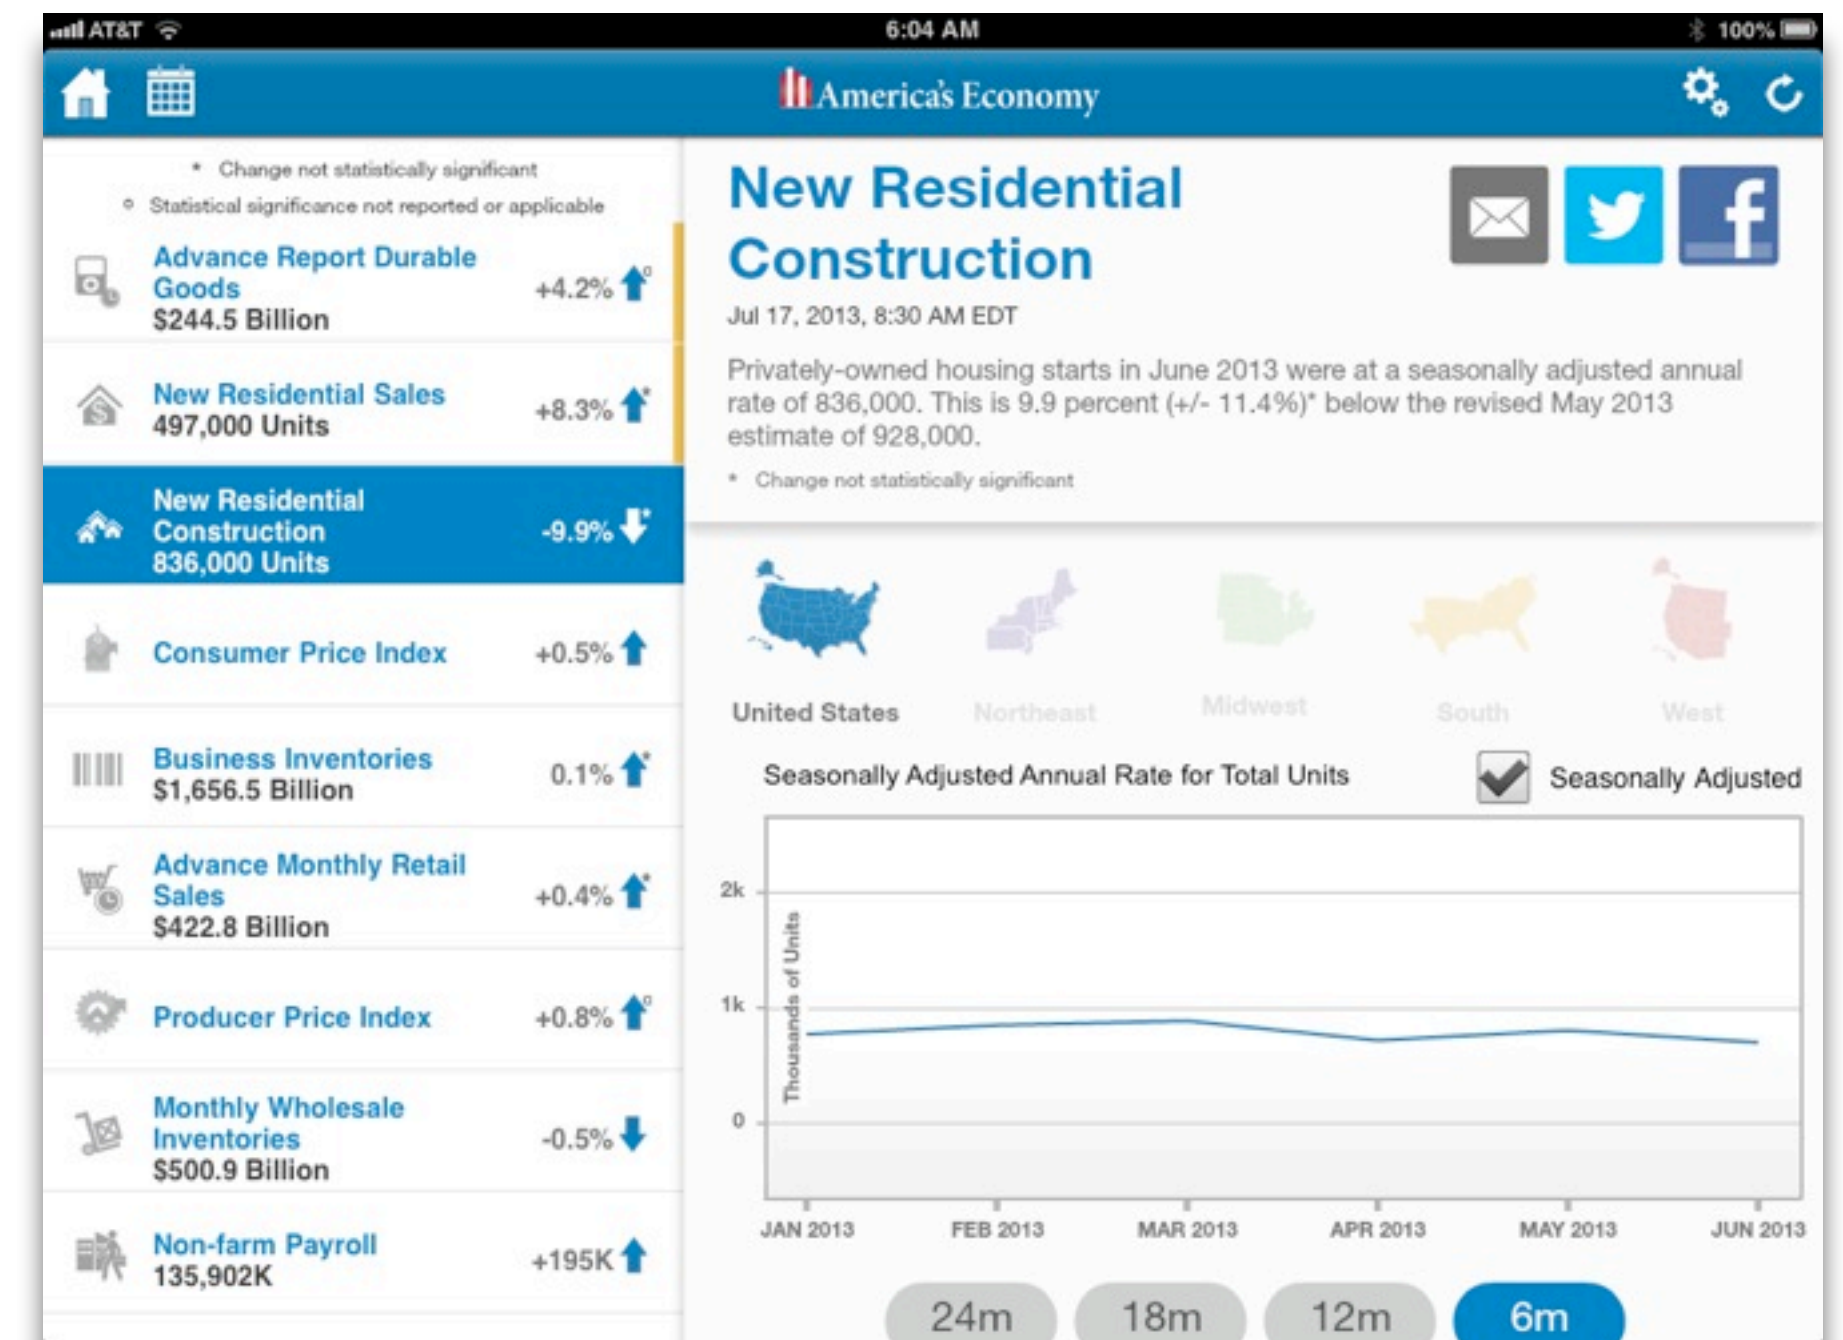 AT&T
6:04 AM
100%
America's Economy
* Change not statistically significant
o Statistical significance not reported or applicable
Advance Report Durable
Goods
$244.5 Billion
+4.2% o
New Residential Sales
497,000 Units
+8.3% *
New Residential
Construction
836,000 Units
-9.9% *
Consumer Price Index
+0.5%
Business Inventories
$1,656.5 Billion
0.1% *
Advance Monthly Retail
Sales
$422.8 Billion
+0.4% *
Producer Price Index
+0.8% o
Monthly Wholesale
Inventories
$500.9 Billion
-0.5%
Non-farm Payroll
135,902K
+195K
New Residential
Construction
f
Jul 17, 2013, 8:30 AM EDT
Privately-owned housing starts in June 2013 were at a seasonally adjusted annual
rate of 836,000. This is 9.9 percent (+/- 11.4%)* below the revised May 2013
estimate of 928,000.
* Change not statistically significant
United States
Northeast
Midwest
South
West
Seasonally Adjusted Annual Rate for Total Units
Seasonally Adjusted
Thousands of Units
2k
1k
0
JAN 2013
FEB 2013
MAR 2013
APR 2013
MAY 2013
JUN 2013
24m
18m
12m
6m